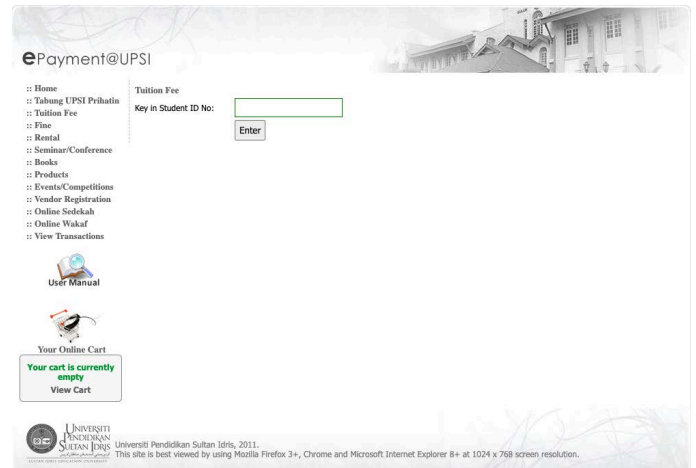 ePayment@UPSI
:: Home
:: Tabung UPSI Prihatin
:: Tuition Fee
:: Fine
:: Rental
:: Seminar/Conference
:: Books
:: Products
:: Events/Competitions
:: Vendor Registration
:: Online Sedekah
:: Online Wakaf
:: View Transactions
Tuition Fee
Key in Student ID No:
Enter
User Manual
Your Online Cart
Your cart is currently
empty
View Cart
UNIVERSITI
PENDIDIKAN
SULTAN IDRIS
Universiti Pendidikan Sultan Idris, 2011.
This site is best viewed by using Mozilla Firefox 3+, Chrome and Microsoft Internet Explorer 8+ at 1024 x 768 screen resolution.